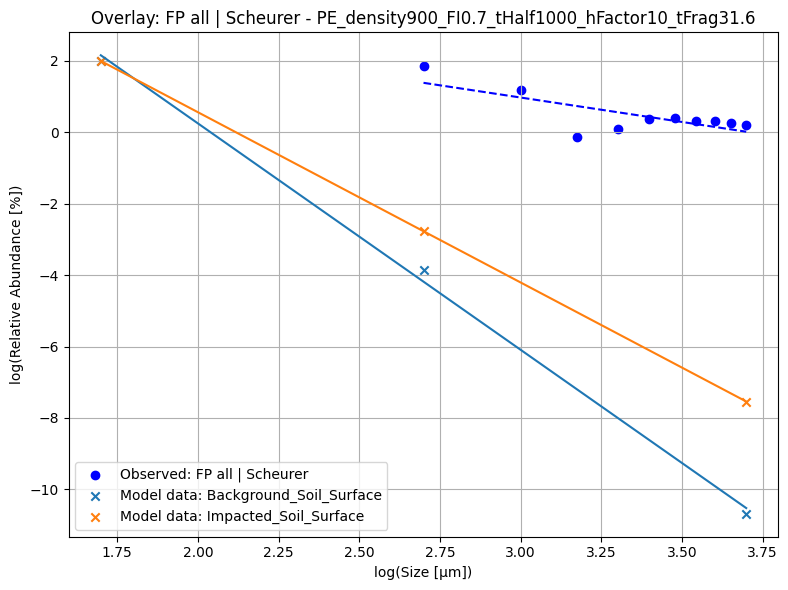 Overlay: FP all | Scheurer - PE_density900_FI0.7_tHalf1000_hFactor10_tFrag31.6
log(Relative Abundance [%])
2
0
−2
−4
−6
−8
−10
Observed: FP all | Scheurer
Model data: Background_Soil_Surface
Model data: Impacted_Soil_Surface
1.75 2.00 2.25 2.50 2.75 3.00 3.25 3.50 3.75
log(Size [μm])